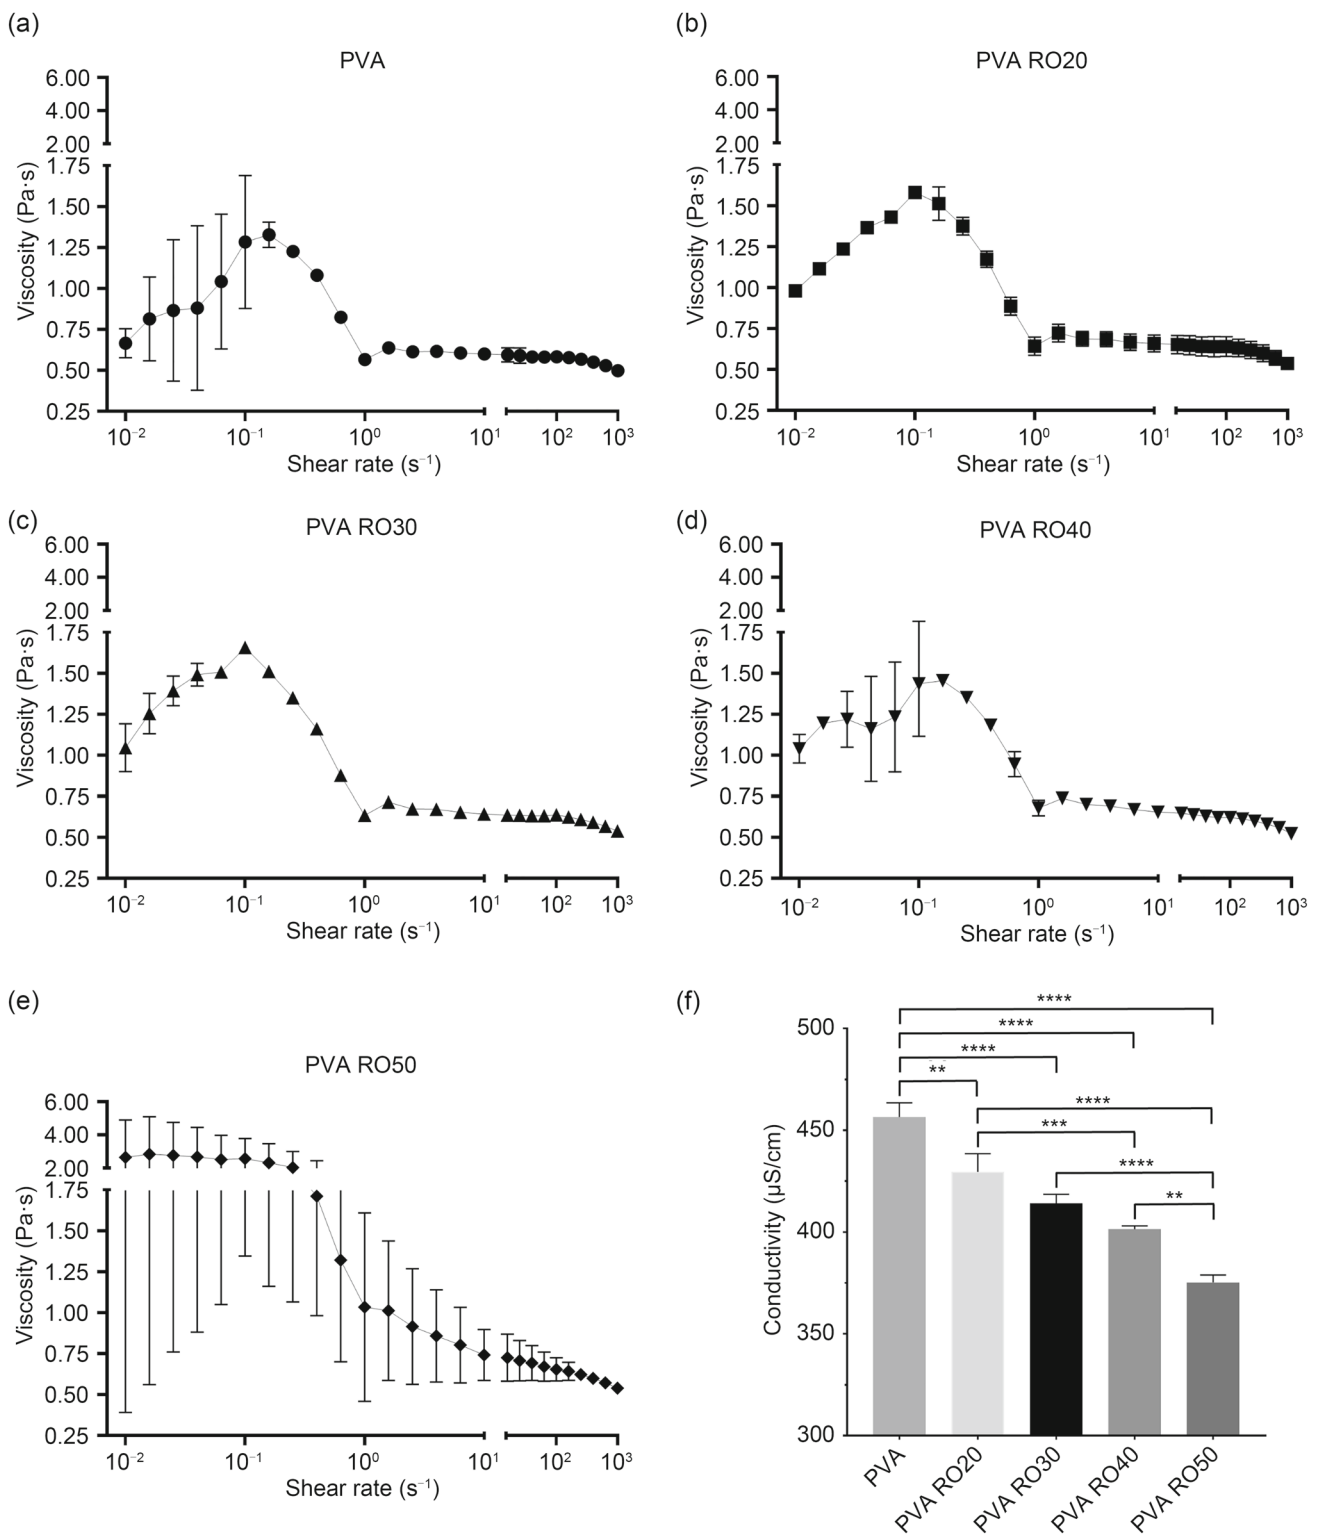 (a)
PVA
6.00
4.00
2.00
1.75
1.50
1.25
1.00
0.75
0.50
0.25
Viscosity (Pa·s)
10⁻² 10⁻¹ 10⁰ 10¹ 10² 10³
Shear rate (s⁻¹)
(b)
PVA RO20
6.00
4.00
2.00
1.75
1.50
1.25
1.00
0.75
0.50
0.25
Viscosity (Pa·s)
10⁻² 10⁻¹ 10⁰ 10¹ 10² 10³
Shear rate (s⁻¹)
(c)
PVA RO30
6.00
4.00
2.00
1.75
1.50
1.25
1.00
0.75
0.50
0.25
Viscosity (Pa·s)
10⁻² 10⁻¹ 10⁰ 10¹ 10² 10³
Shear rate (s⁻¹)
(d)
PVA RO40
6.00
4.00
2.00
1.75
1.50
1.25
1.00
0.75
0.50
0.25
Viscosity (Pa·s)
10⁻² 10⁻¹ 10⁰ 10¹ 10² 10³
Shear rate (s⁻¹)
(e)
PVA RO50
6.00
4.00
2.00
1.75
1.50
1.25
1.00
0.75
0.50
0.25
Viscosity (Pa·s)
10⁻² 10⁻¹ 10⁰ 10¹ 10² 10³
Shear rate (s⁻¹)
(f)
****
****
****
**
****
***
****
**
500
450
400
350
300
Conductivity (µS/cm)
PVA
PVA RO20
PVA RO30
PVA RO40
PVA RO50